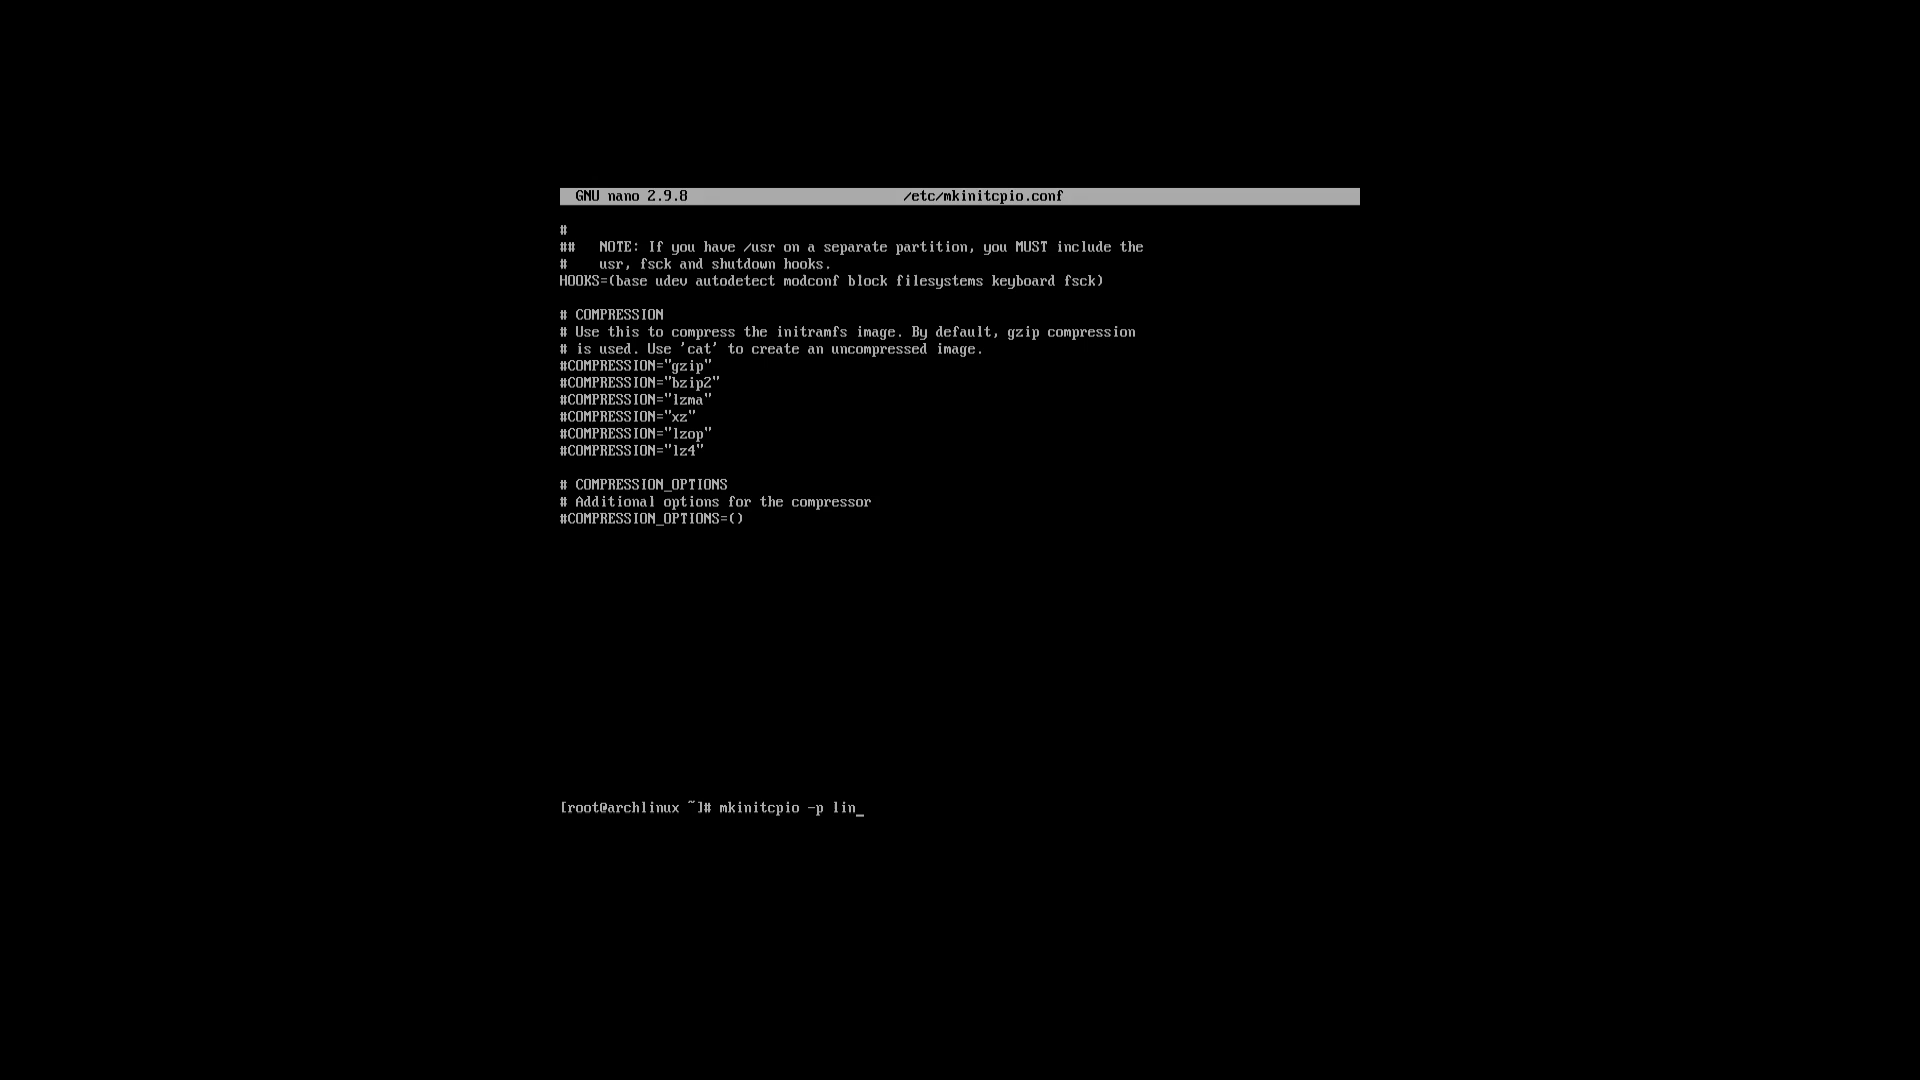 GNU nano 2.9.8 /etc/mkinitcpio.conf
#
## NOTE: If you have /usr on a separate partition, you MUST include the
# usr, fsck and shutdown hooks.
HOOKS=(base udev autodetect modconf block filesystems keyboard fsck)
# COMPRESSION
# Use this to compress the initramfs image. By default, gzip compression
# is used. Use 'cat' to create an uncompressed image.
#COMPRESSION="gzip"
#COMPRESSION="bzip2"
#COMPRESSION="lzma"
#COMPRESSION="xz"
#COMPRESSION="lzop"
#COMPRESSION="lz4"
# COMPRESSION_OPTIONS
# Additional options for the compressor
#COMPRESSION_OPTIONS=()
[root@archlinux ~]# mkinitcpio -p lin_